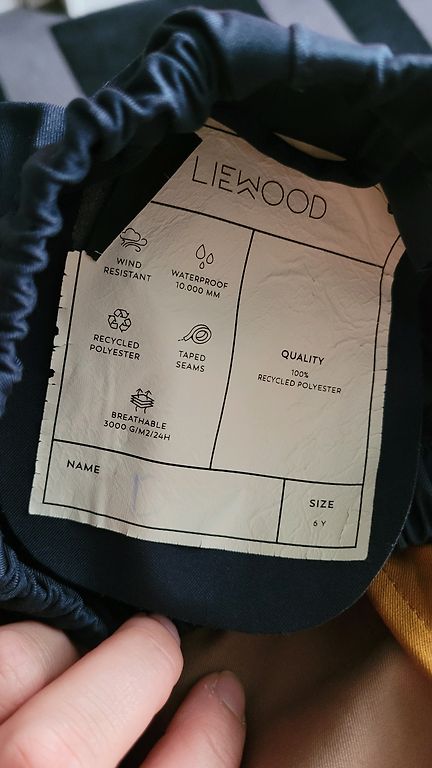 LIEWOOD
WIND
RESISTANT
WATERPROOF
10.000 MM
RECYCLED
POLYESTER
TAPED
SEAMS
BREATHABLE
3000 G/M2/24H
QUALITY
100%
RECYCLED POLYESTER
NAME
SIZE
6 Y